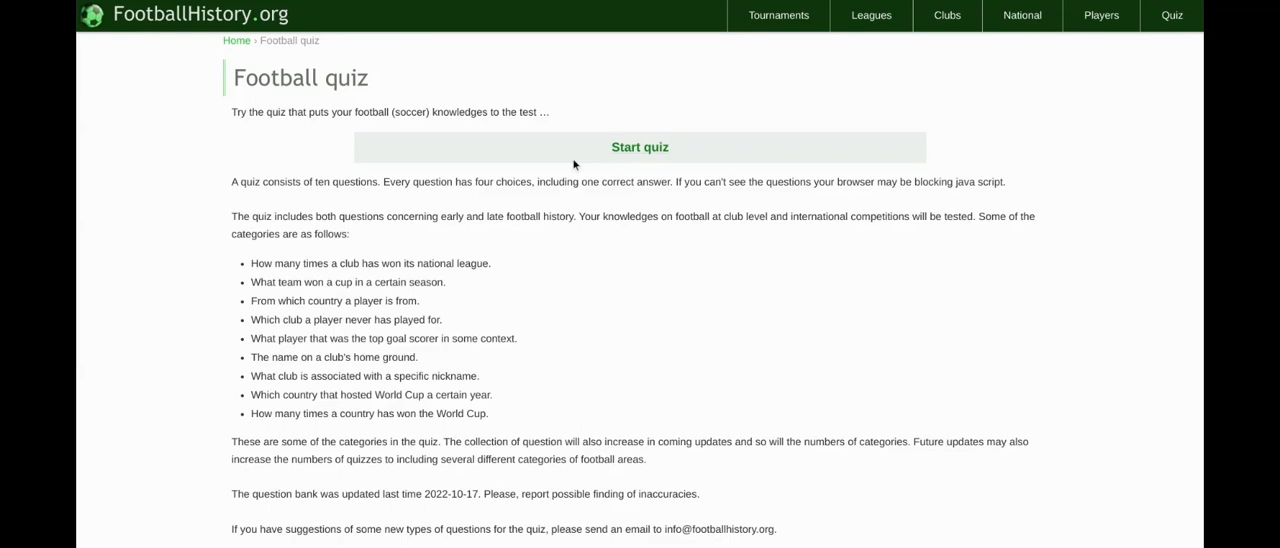 FootballHistory.org
Tournaments Leagues Clubs National Players Quiz
Home › Football quiz
Football quiz
Try the quiz that puts your football (soccer) knowledges to the test …
Start quiz
A quiz consists of ten questions. Every question has four choices, including one correct answer. If you can't see the questions your browser may be blocking java script.
The quiz includes both questions concerning early and late football history. Your knowledges on football at club level and international competitions will be tested. Some of the
categories are as follows:
• How many times a club has won its national league.
• What team won a cup in a certain season.
• From which country a player is from.
• Which club a player never has played for.
• What player that was the top goal scorer in some context.
• The name on a club's home ground.
• What club is associated with a specific nickname.
• Which country that hosted World Cup a certain year.
• How many times a country has won the World Cup.
These are some of the categories in the quiz. The collection of question will also increase in coming updates and so will the numbers of categories. Future updates may also
increase the numbers of quizzes to including several different categories of football areas.
The question bank was updated last time 2022-10-17. Please, report possible finding of inaccuracies.
If you have suggestions of some new types of questions for the quiz, please send an email to info@footballhistory.org.